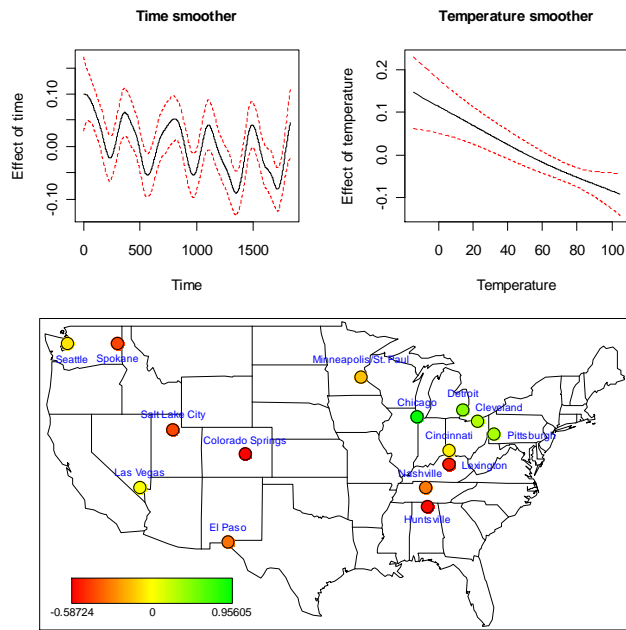 Time smoother
Temperature smoother
Effect of time
-0.10
0.00
0.10
0
500
1000
1500
Time
Effect of temperature
-0.1
0.0
0.1
0.2
0
20
40
60
80
100
Temperature
Seattle
Spokane
Minneapolis/St. Paul
Detroit
Chicago
Cleveland
Salt Lake City
Colorado Springs
Cincinnati
Pittsburgh
Las Vegas
Nashville
Lexington
Huntsville
El Paso
-0.58724
0
0.95605